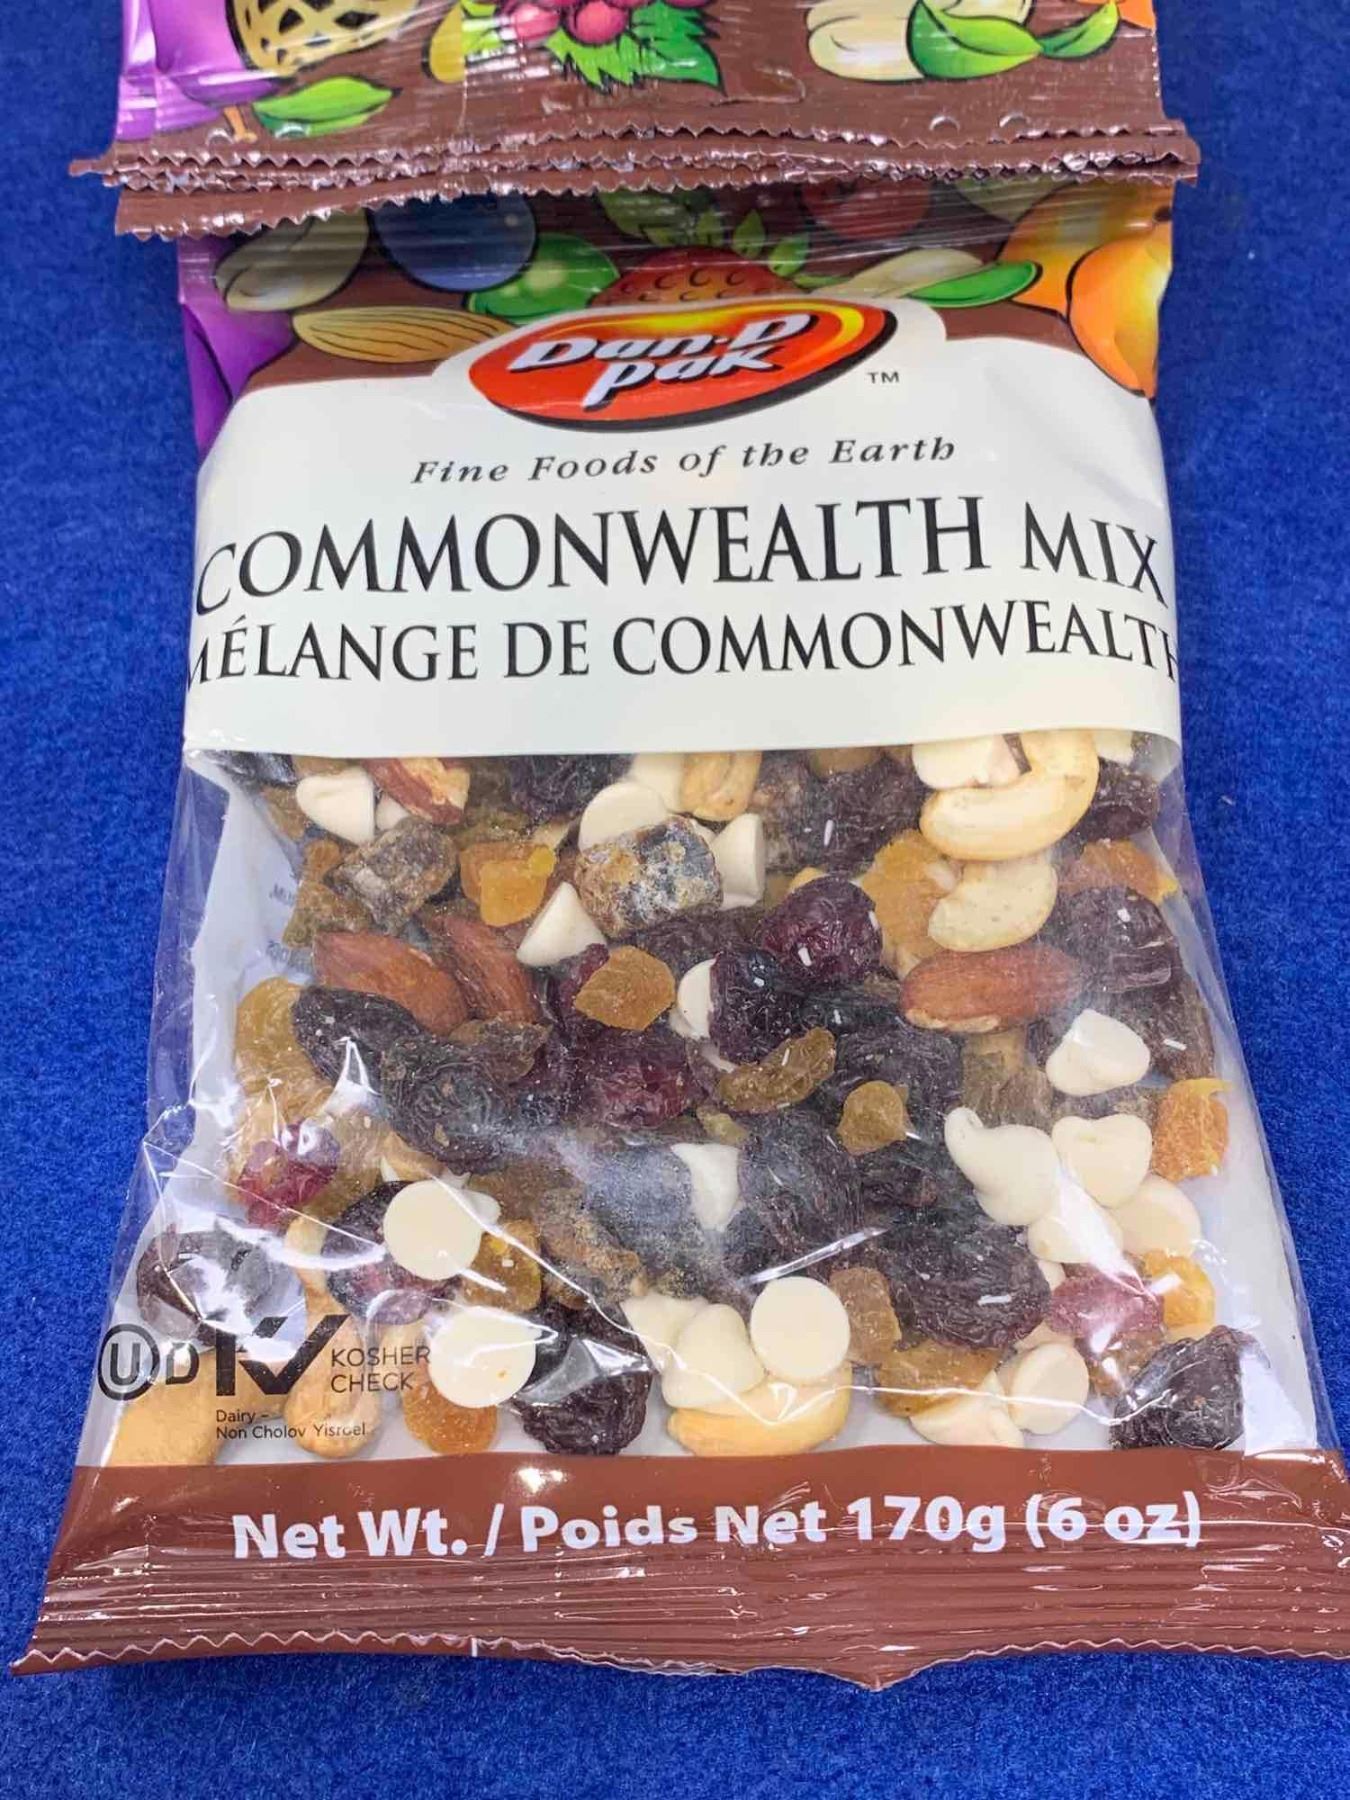 Dan·D
pak
TM
Fine Foods of the Earth
COMMONWEALTH MIX
MÉLANGE DE COMMONWEALTH
UD
KOSHER
CHECK
Dairy -
Non Cholov Yisroel
Net Wt. / Poids Net 170g (6 oz)